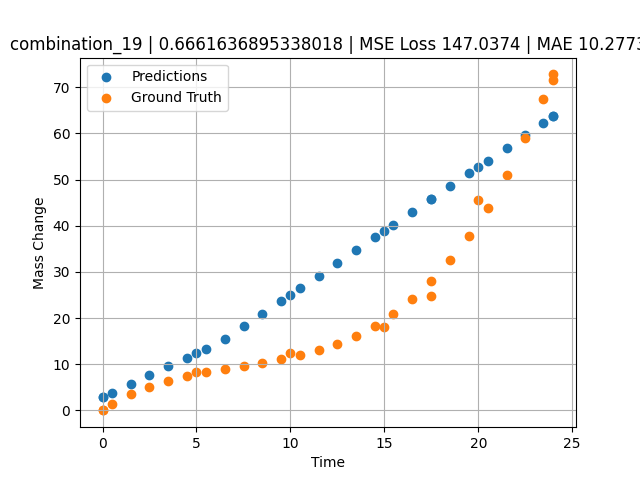 combination_19 | 0.6661636895338018 | MSE Loss 147.0374 | MAE 10.2773
Predictions
Ground Truth
70
60
50
40
30
20
10
0
Mass Change
0 5 10 15 20 25
Time